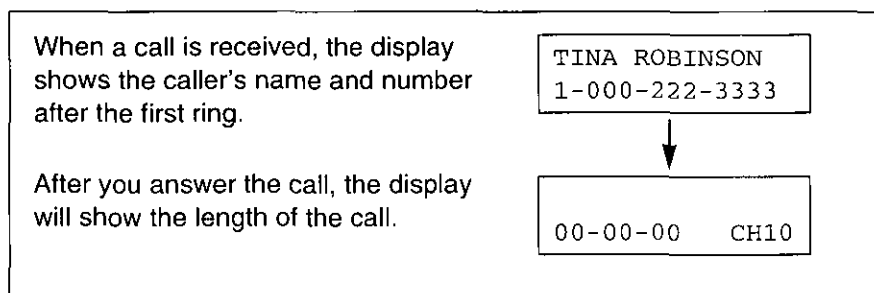 When a call is received, the display
shows the caller's name and number
after the first ring.
TINA ROBINSON
1-000-222-3333
After you answer the call, the display
will show the length of the call.
00-00-00 CH10